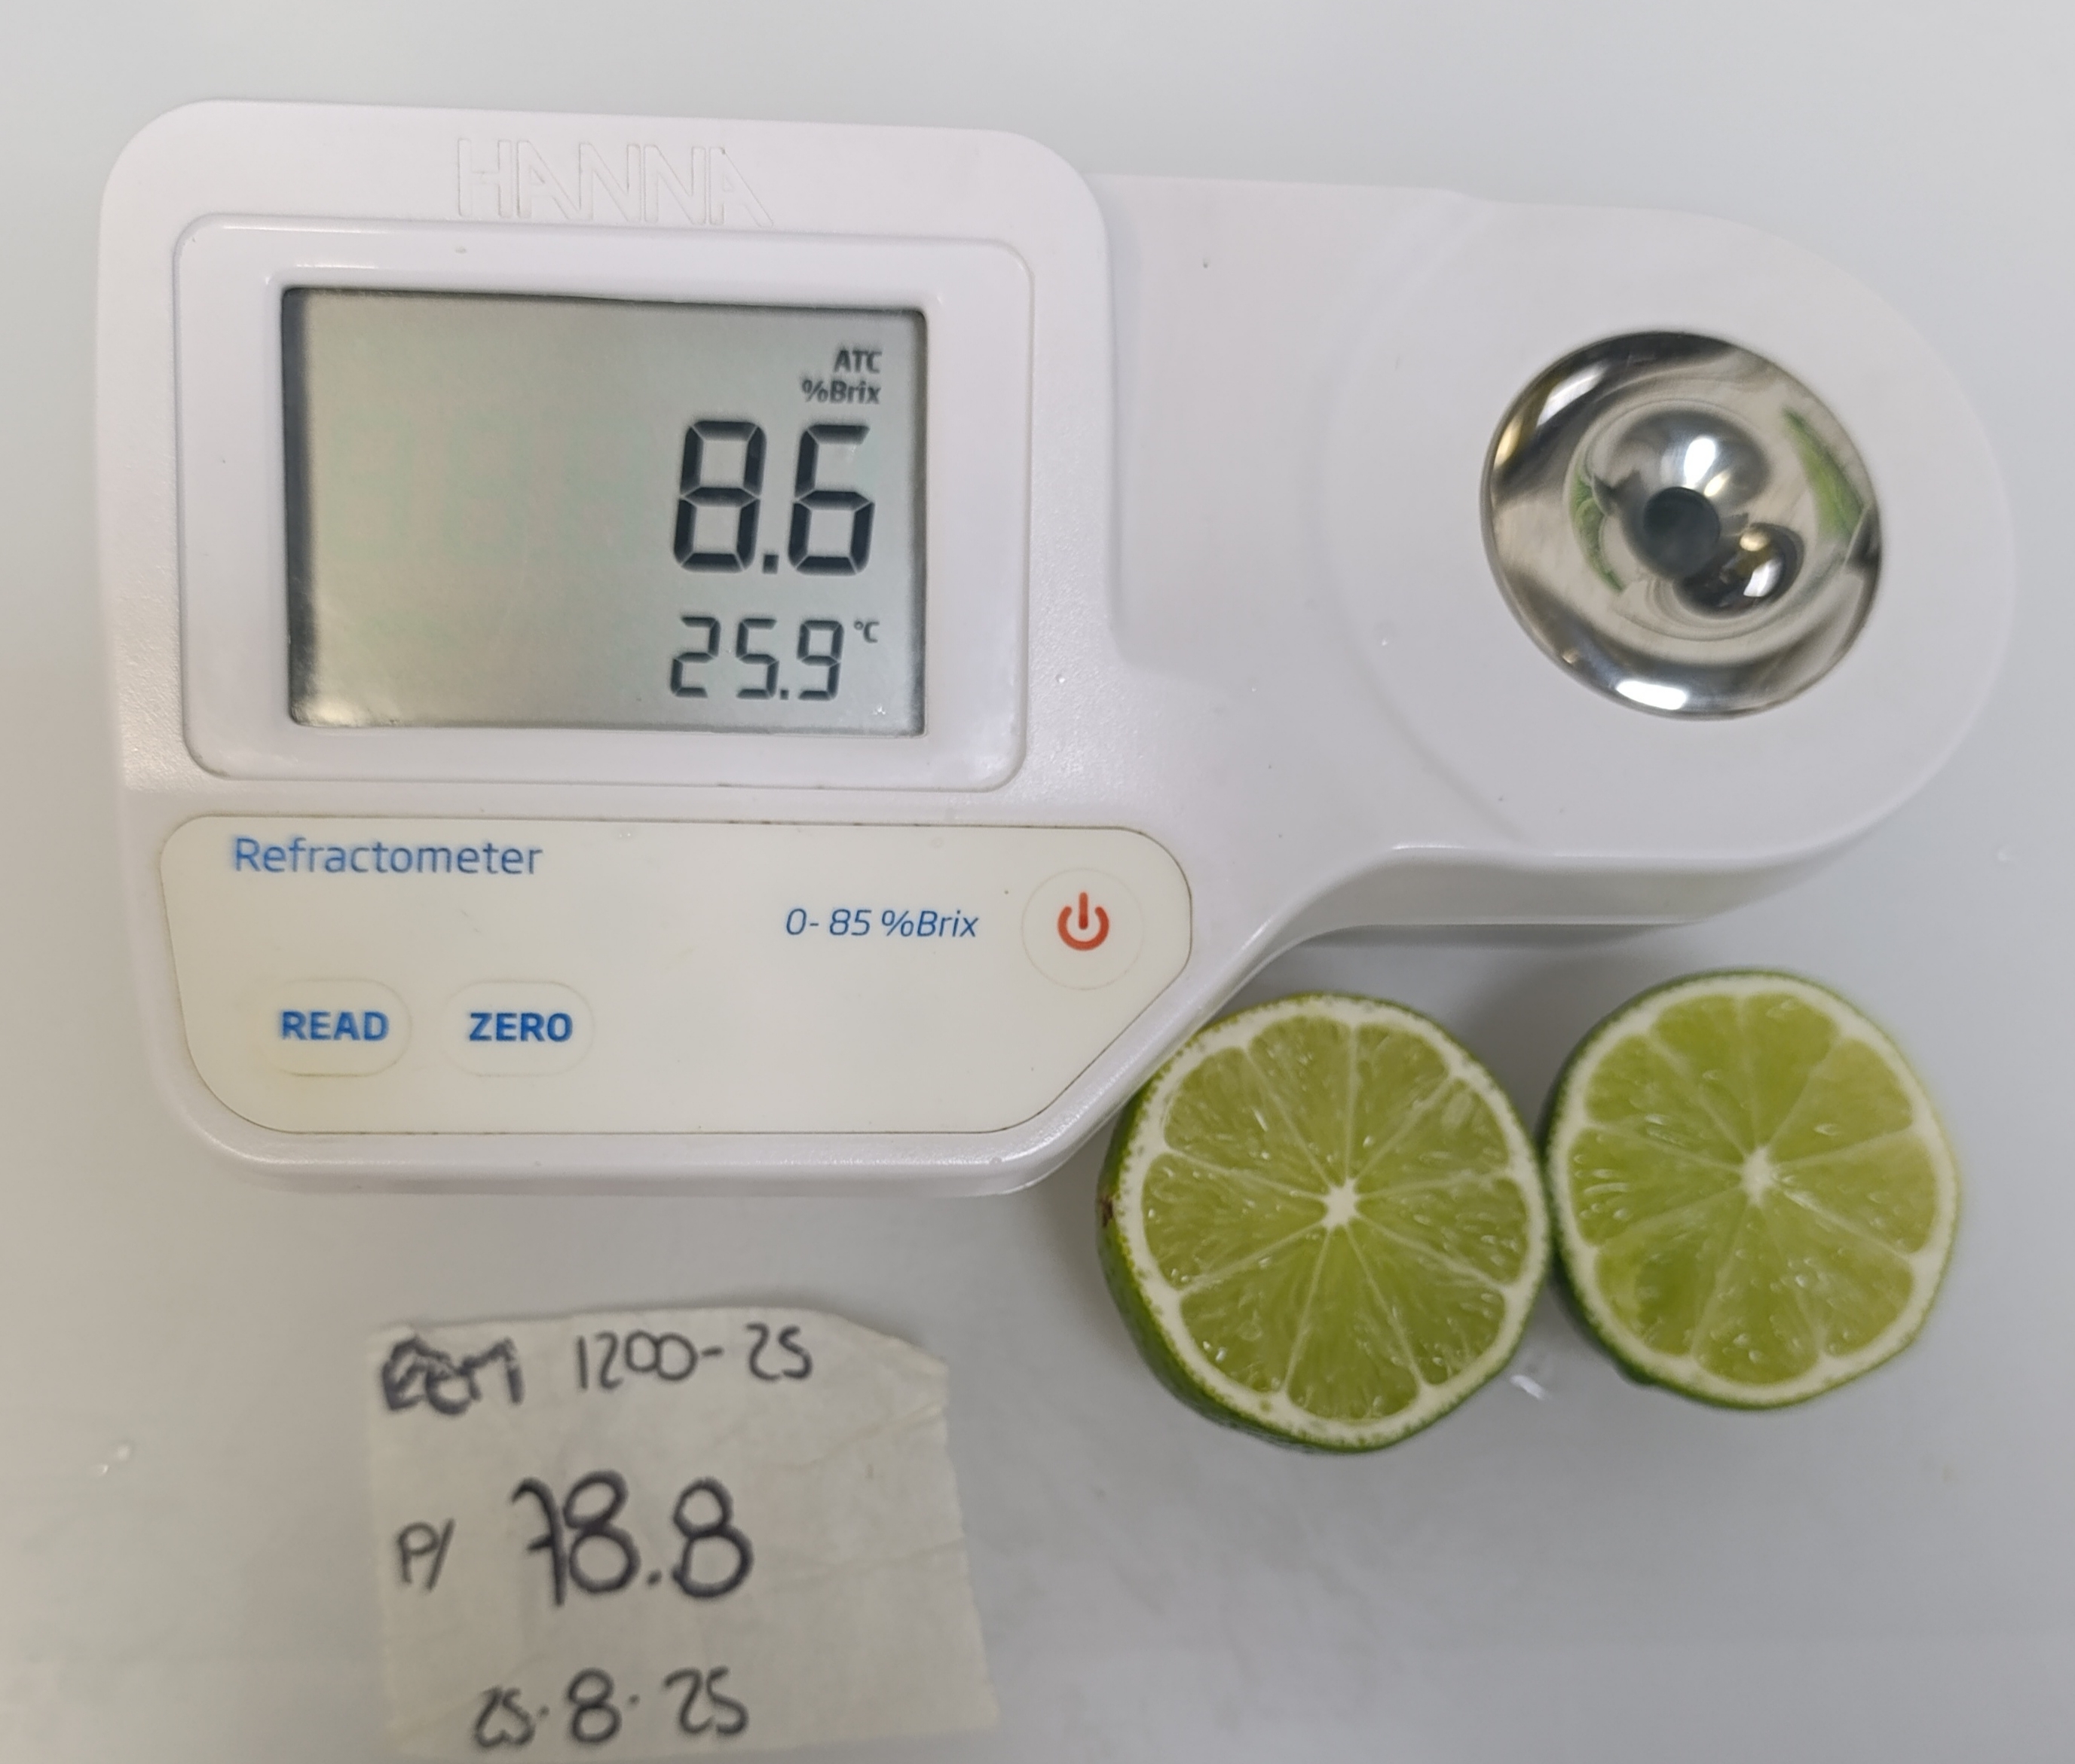 HANNA
ATC
%Brix
8.6
25.9 °C
Refractometer
0-85 %Brix
READ
ZERO
1200-25
P/ 78.8
25.8.25